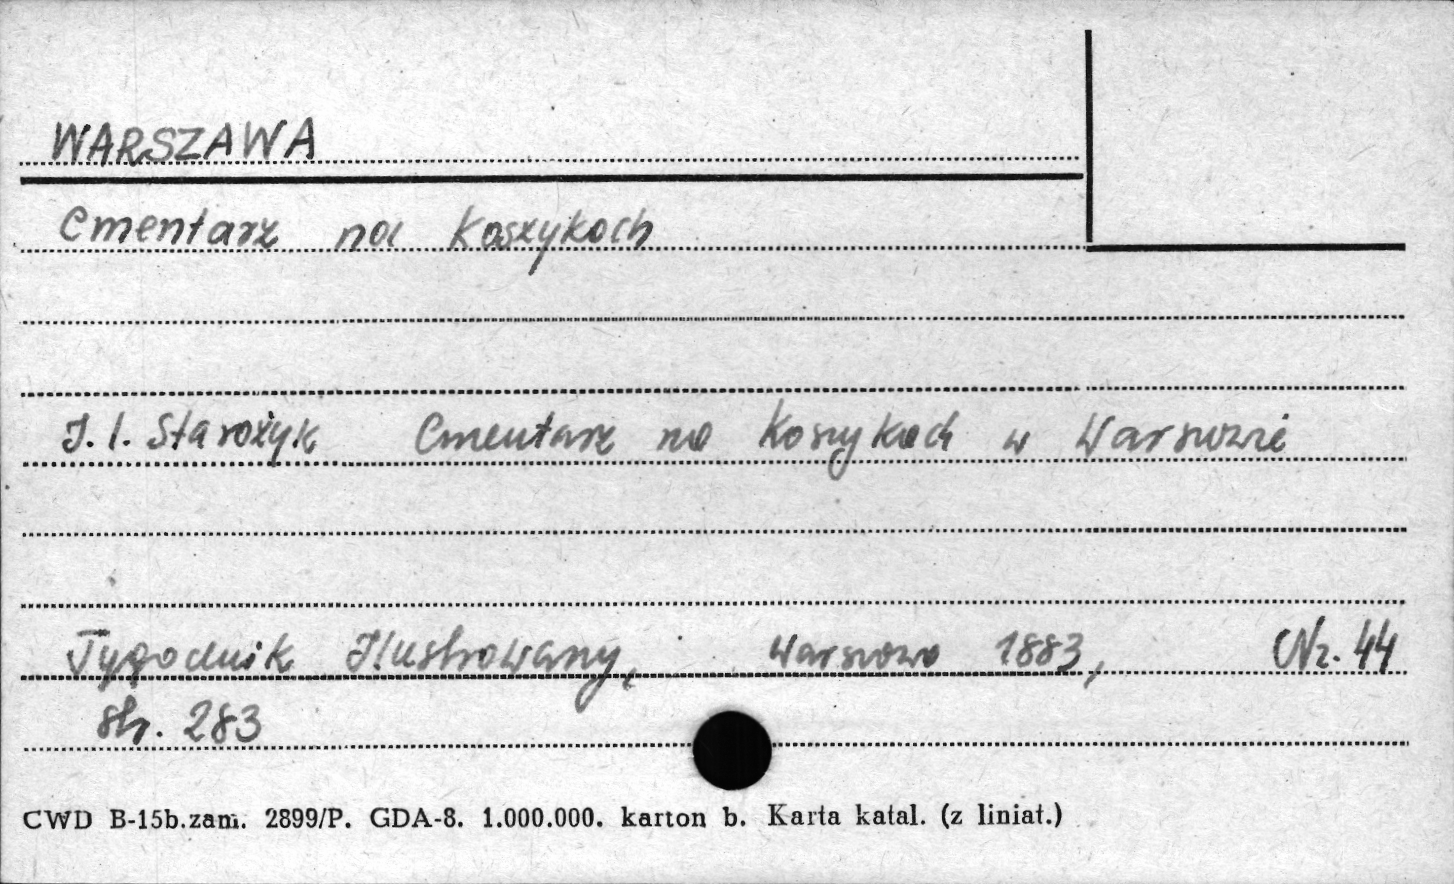 WARSZAWA
Cmentarz na Koszykach
J. I. Starożyk Cmentarz na Koszykach w Warszawie
Tygodnik Ilustrowany, Warszawa 1883, Nr. 44
str. 283
CWD B-15b.zam. 2899/P. GDA-8. 1.000.000. karton b. Karta katal. (z liniat.)